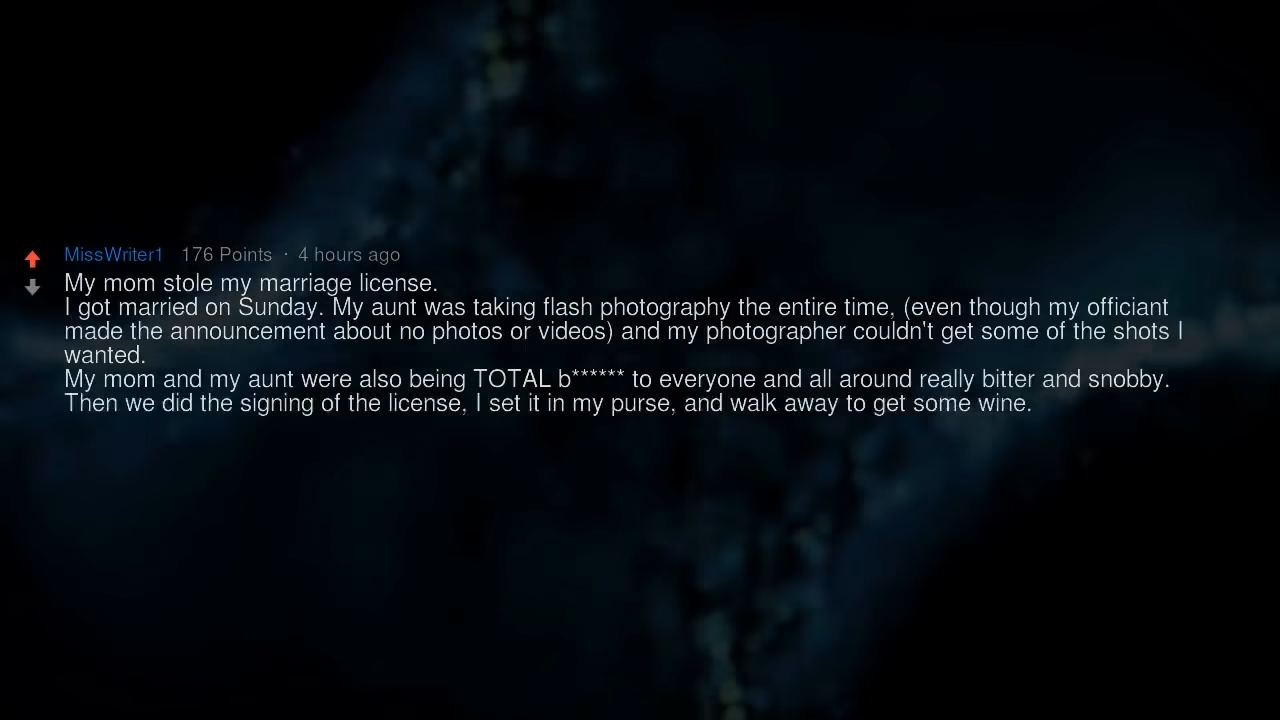 MissWriter1 176 Points · 4 hours ago
My mom stole my marriage license.
I got married on Sunday. My aunt was taking flash photography the entire time, (even though my officiant
made the announcement about no photos or videos) and my photographer couldn't get some of the shots I
wanted.
My mom and my aunt were also being TOTAL b****** to everyone and all around really bitter and snobby.
Then we did the signing of the license, I set it in my purse, and walk away to get some wine.